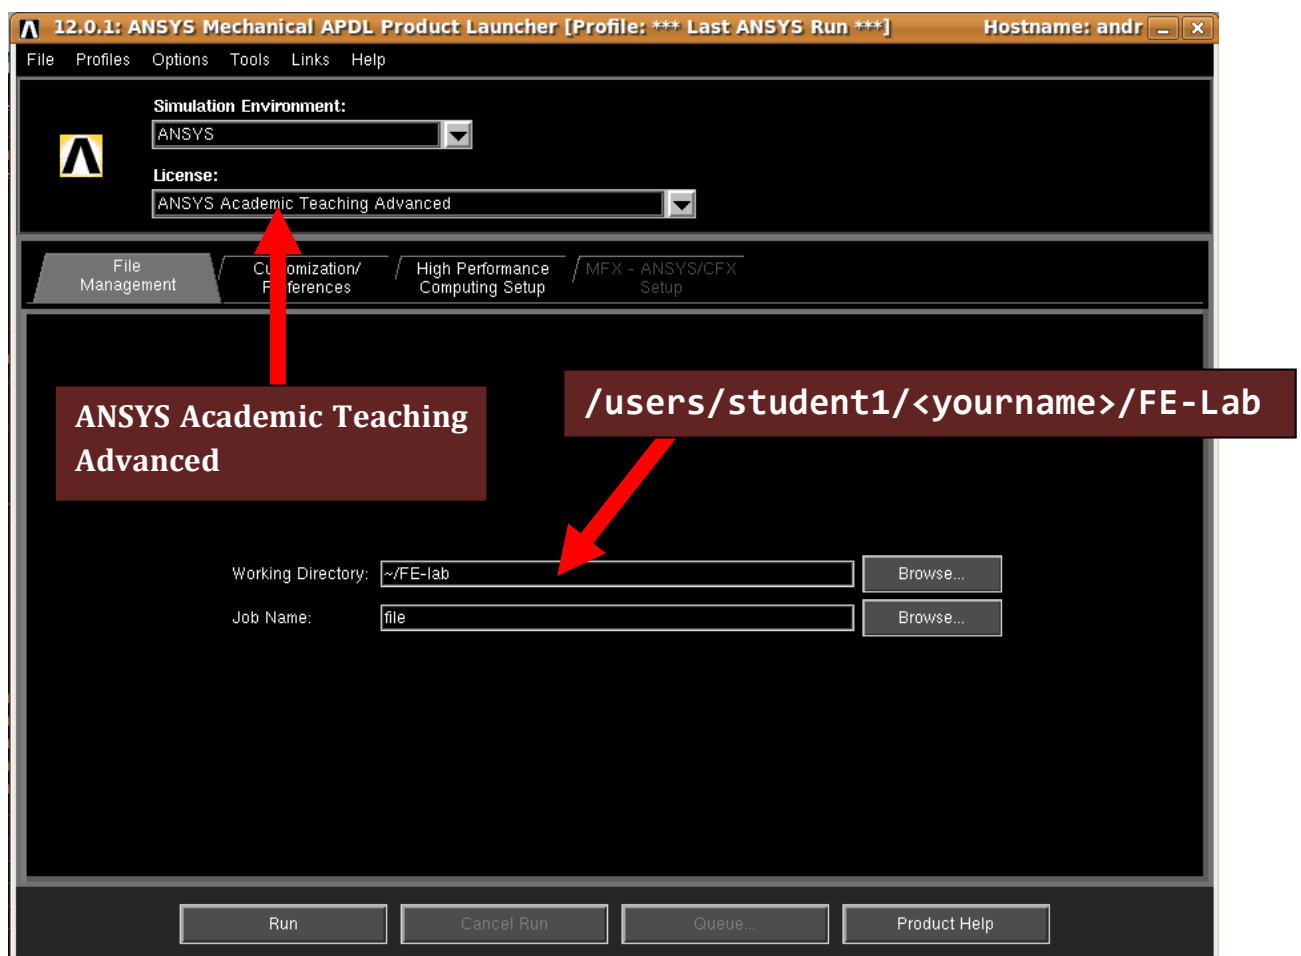 12.0.1: ANSYS Mechanical APDL Product Launcher [Profile: *** Last ANSYS Run ***] Hostname: andr
File Profiles Options Tools Links Help
Simulation Environment:
ANSYS
License:
ANSYS Academic Teaching Advanced
File Management
Customization/ Preferences
High Performance Computing Setup
MFX - ANSYS/CFX Setup
ANSYS Academic Teaching
Advanced
/users/student1/<yourname>/FE-Lab
Working Directory: ~/FE-lab Browse...
Job Name: file Browse...
Run Cancel Run Queue... Product Help